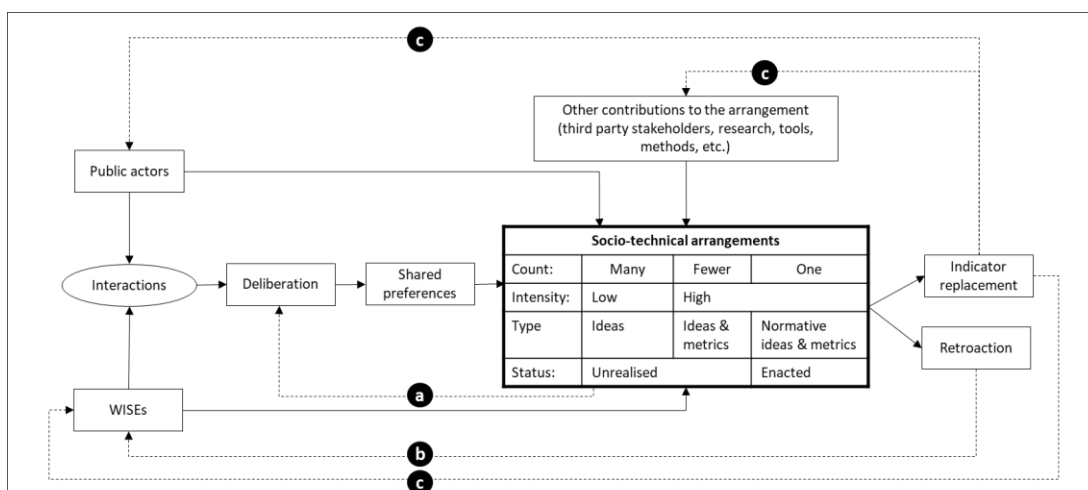 c
c
Other contributions to the arrangement
(third party stakeholders, research, tools,
methods, etc.)
Public actors
Socio-technical arrangements
Count: Many Fewer One
Intensity: Low High
Type Ideas Ideas & metrics Normative ideas & metrics
Status: Unrealised Enacted
Interactions
Deliberation
Shared
preferences
Indicator
replacement
Retroaction
a
WISEs
b
c